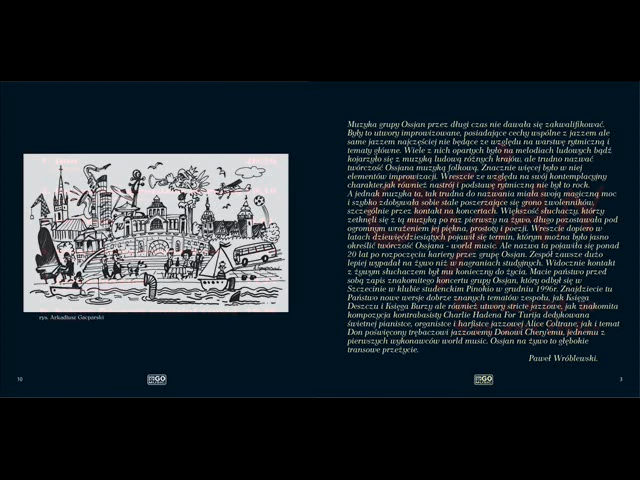 Muzyka grupy Ossjan przez długi czas nie dawała się zakwalifikować.
Były to utwory improwizowane, posiadające cechy wspólne z jazzem ale
same jazzem najczęściej nie będące ze względu na warstwę rytmiczną i
tematy główne. Wiele z nich opartych było na melodiach ludowych bądź
kojarzyło się z muzyką ludową różnych krajów, ale trudno nazwać
twórczość Ossjana muzyką folkową. Znacznie więcej było w niej
elementów improwizacji. Wreszcie ze względu na swój kontemplacyjny
charakter,jak również nastrój i podstawę rytmiczną nie był to rock.
A jednak muzyka ta, tak trudna do nazwania miała swoją magiczną moc
i szybko zdobywała sobie stale poszerzające się grono zwolenników,
szczególnie przez kontakt na koncertach. Większość słuchaczy, którzy
zetknęli się z tą muzyką po raz pierwszy na żywo, długo pozostawała pod
ogromnym wrażeniem jej piękna, prostoty i poezji. Wreszcie dopiero w
latach dziewięćdziesiątych pojawił się termin, którym można było jasno
określić twórczość Ossjana - world music. Ale nazwa ta pojawiła się ponad
20 lat po rozpoczęciu kariery przez grupę Ossjan. Zespół zawsze dużo
lepiej wypadał na żywo niż w nagraniach studyjnych. Widocznie kontakt
z żywym słuchaczem był mu konieczny do życia. Macie państwo przed
sobą zapis znakomitego koncertu grupy Ossjan, który odbył się w
Szczecinie w klubie studenckim Pinokio w grudniu 1996r. Znajdziecie tu
Państwo nowe wersje dobrze znanych tematów zespołu, jak Księga
Deszczu i Księga Burzy ale również utwory stricte jazzowe, jak znakomita
kompozycja kontrabasisty Charlie Hadena For Turija dedykowana
świetnej pianistce, organistce i harfistce jazzowej Alice Coltrane, jak i temat
Don poświęcony trębaczowi jazzowemu Donowi Chery'emu, jednemu z
pierwszych wykonawców world music. Ossjan na żywo to głębokie
transowe przeżycie.
Paweł Wróblewski.
rys. Arkadiusz Gacparski
10
GO
GO
3